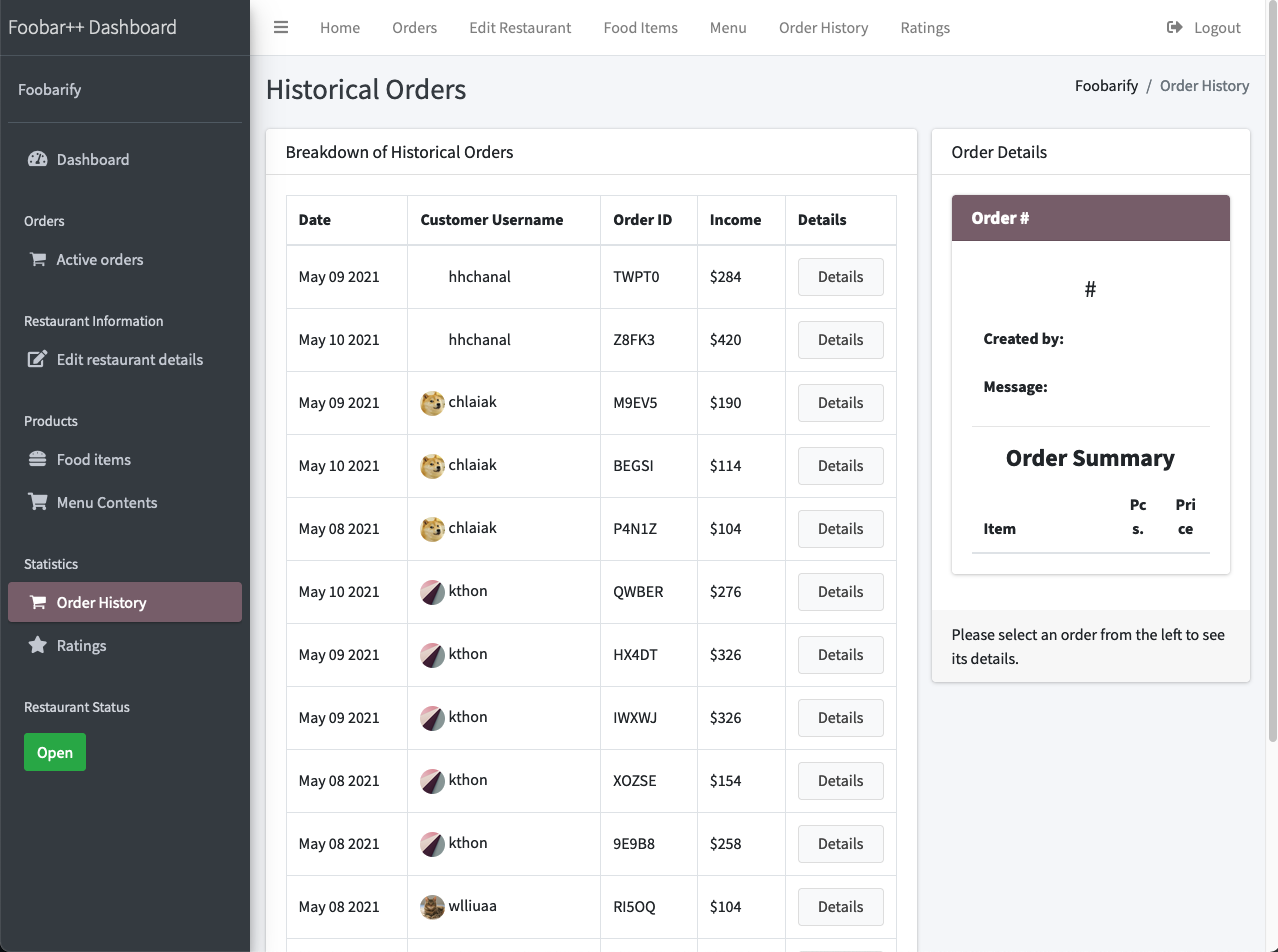 Foobar++ Dashboard
Home Orders Edit Restaurant Food Items Menu Order History Ratings Logout
Foobarify
Dashboard
Orders
Active orders
Restaurant Information
Edit restaurant details
Products
Food items
Menu Contents
Statistics
Order History
Ratings
Restaurant Status
Open
Historical Orders
Foobarify / Order History
Breakdown of Historical Orders
Date Customer Username Order ID Income Details
May 09 2021 hhchanal TWPT0 $284 Details
May 10 2021 hhchanal Z8FK3 $420 Details
May 09 2021 chlaiak M9EV5 $190 Details
May 10 2021 chlaiak BEGSI $114 Details
May 08 2021 chlaiak P4N1Z $104 Details
May 10 2021 kthon QWBER $276 Details
May 09 2021 kthon HX4DT $326 Details
May 09 2021 kthon IWXWJ $326 Details
May 08 2021 kthon XOZSE $154 Details
May 08 2021 kthon 9E9B8 $258 Details
May 08 2021 wlliuaa RI5OQ $104 Details
Order Details
Order #
#
Created by:
Message:
Order Summary
Item Pc Pri
s. ce
Please select an order from the left to see
its details.